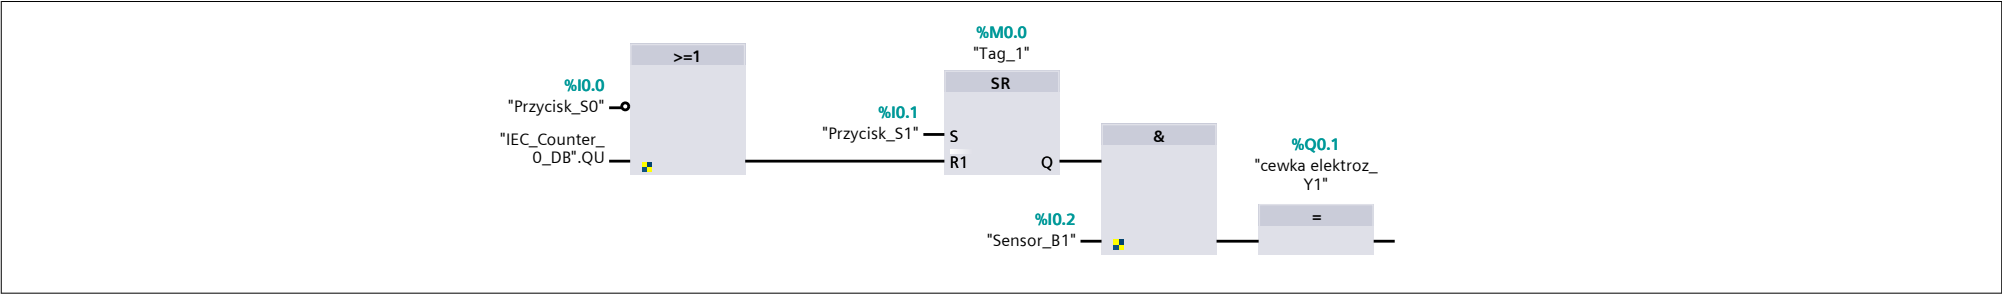 >=1
%I0.0
"Przycisk_S0"
"IEC_Counter_
0_DB".QU
%M0.0
"Tag_1"
SR
%I0.1
"Przycisk_S1"
S
R1
Q
&
%I0.2
"Sensor_B1"
%Q0.1
"cewka elektroz_
Y1"
=